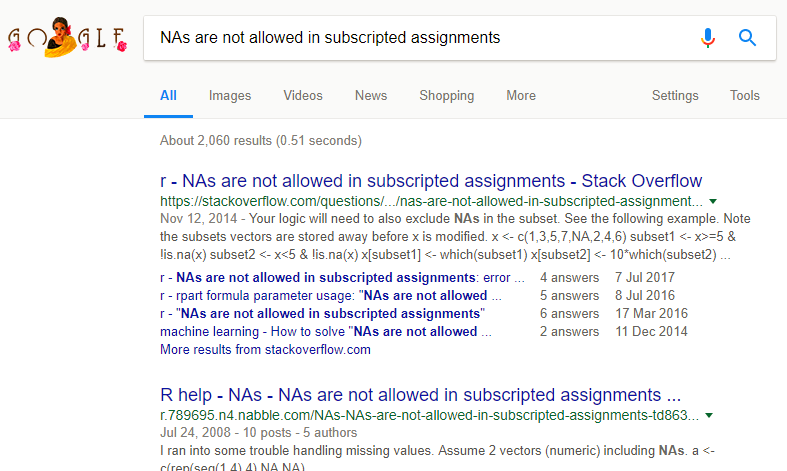 GOOGLE
NAs are not allowed in subscripted assignments
All Images Videos News Shopping More Settings Tools
About 2,060 results (0.51 seconds)
r - NAs are not allowed in subscripted assignments - Stack Overflow
https://stackoverflow.com/questions/.../nas-are-not-allowed-in-subscripted-assignment...
Nov 12, 2014 - Your logic will need to also exclude NAs in the subset. See the following example. Note
the subsets vectors are stored away before x is modified. x <- c(1,3,5,7,NA,2,4,6) subset1 <- x>=5 &
!is.na(x) subset2 <- x<5 & !is.na(x) x[subset1] <- which(subset1) x[subset2] <- 10*which(subset2) ...
r - NAs are not allowed in subscripted assignments: error ... 4 answers 7 Jul 2017
r - rpart formula parameter usage: "NAs are not allowed ... 5 answers 8 Jul 2016
r - "NAs are not allowed in subscripted assignments" 6 answers 17 Mar 2016
machine learning - How to solve "NAs are not allowed ... 2 answers 11 Dec 2014
More results from stackoverflow.com
R help - NAs - NAs are not allowed in subscripted assignments ...
r.789695.n4.nabble.com/NAs-NAs-are-not-allowed-in-subscripted-assignments-td863...
Jul 24, 2008 - 10 posts - 5 authors
I ran into some trouble handling missing values. Assume 2 vectors (numeric) including NAs. a <-
c(rep(seq(1,4),4),NA,NA)